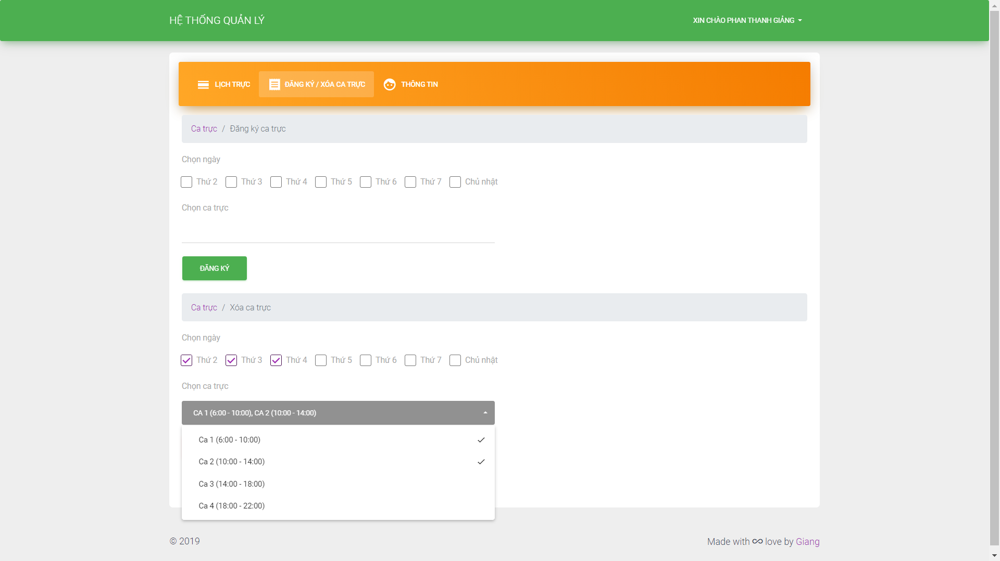 HỆ THỐNG QUẢN LÝ
XIN CHÀO PHAN THANH GIẢNG
LỊCH TRỰC
ĐĂNG KÝ / XÓA CA TRỰC
THÔNG TIN
Ca trực / Đăng ký ca trực
Chọn ngày
Thứ 2 Thứ 3 Thứ 4 Thứ 5 Thứ 6 Thứ 7 Chủ nhật
Chọn ca trực
ĐĂNG KÝ
Ca trực / Xóa ca trực
Chọn ngày
Thứ 2 Thứ 3 Thứ 4 Thứ 5 Thứ 6 Thứ 7 Chủ nhật
Chọn ca trực
CA 1 (6:00 - 10:00), CA 2 (10:00 - 14:00)
Ca 1 (6:00 - 10:00)
Ca 2 (10:00 - 14:00)
Ca 3 (14:00 - 18:00)
Ca 4 (18:00 - 22:00)
© 2019
Made with love by Giang